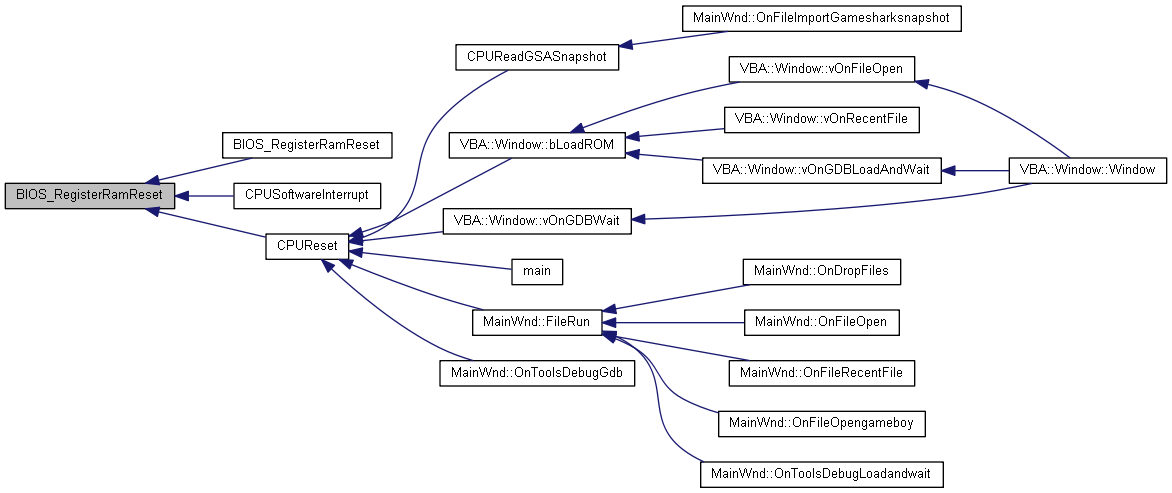 MainWnd::OnFileImportGamesharksnapshot
CPUReadGSASnapshot
VBA::Window::vOnFileOpen
VBA::Window::vOnRecentFile
BIOS_RegisterRamReset
VBA::Window::bLoadROM
VBA::Window::vOnGDBLoadAndWait
VBA::Window::Window
BIOS_RegisterRamReset
CPUSoftwareInterrupt
VBA::Window::vOnGDBWait
CPUReset
main
MainWnd::OnDropFiles
MainWnd::FileRun
MainWnd::OnFileOpen
MainWnd::OnToolsDebugGdb
MainWnd::OnFileRecentFile
MainWnd::OnFileOpengameboy
MainWnd::OnToolsDebugLoadandwait